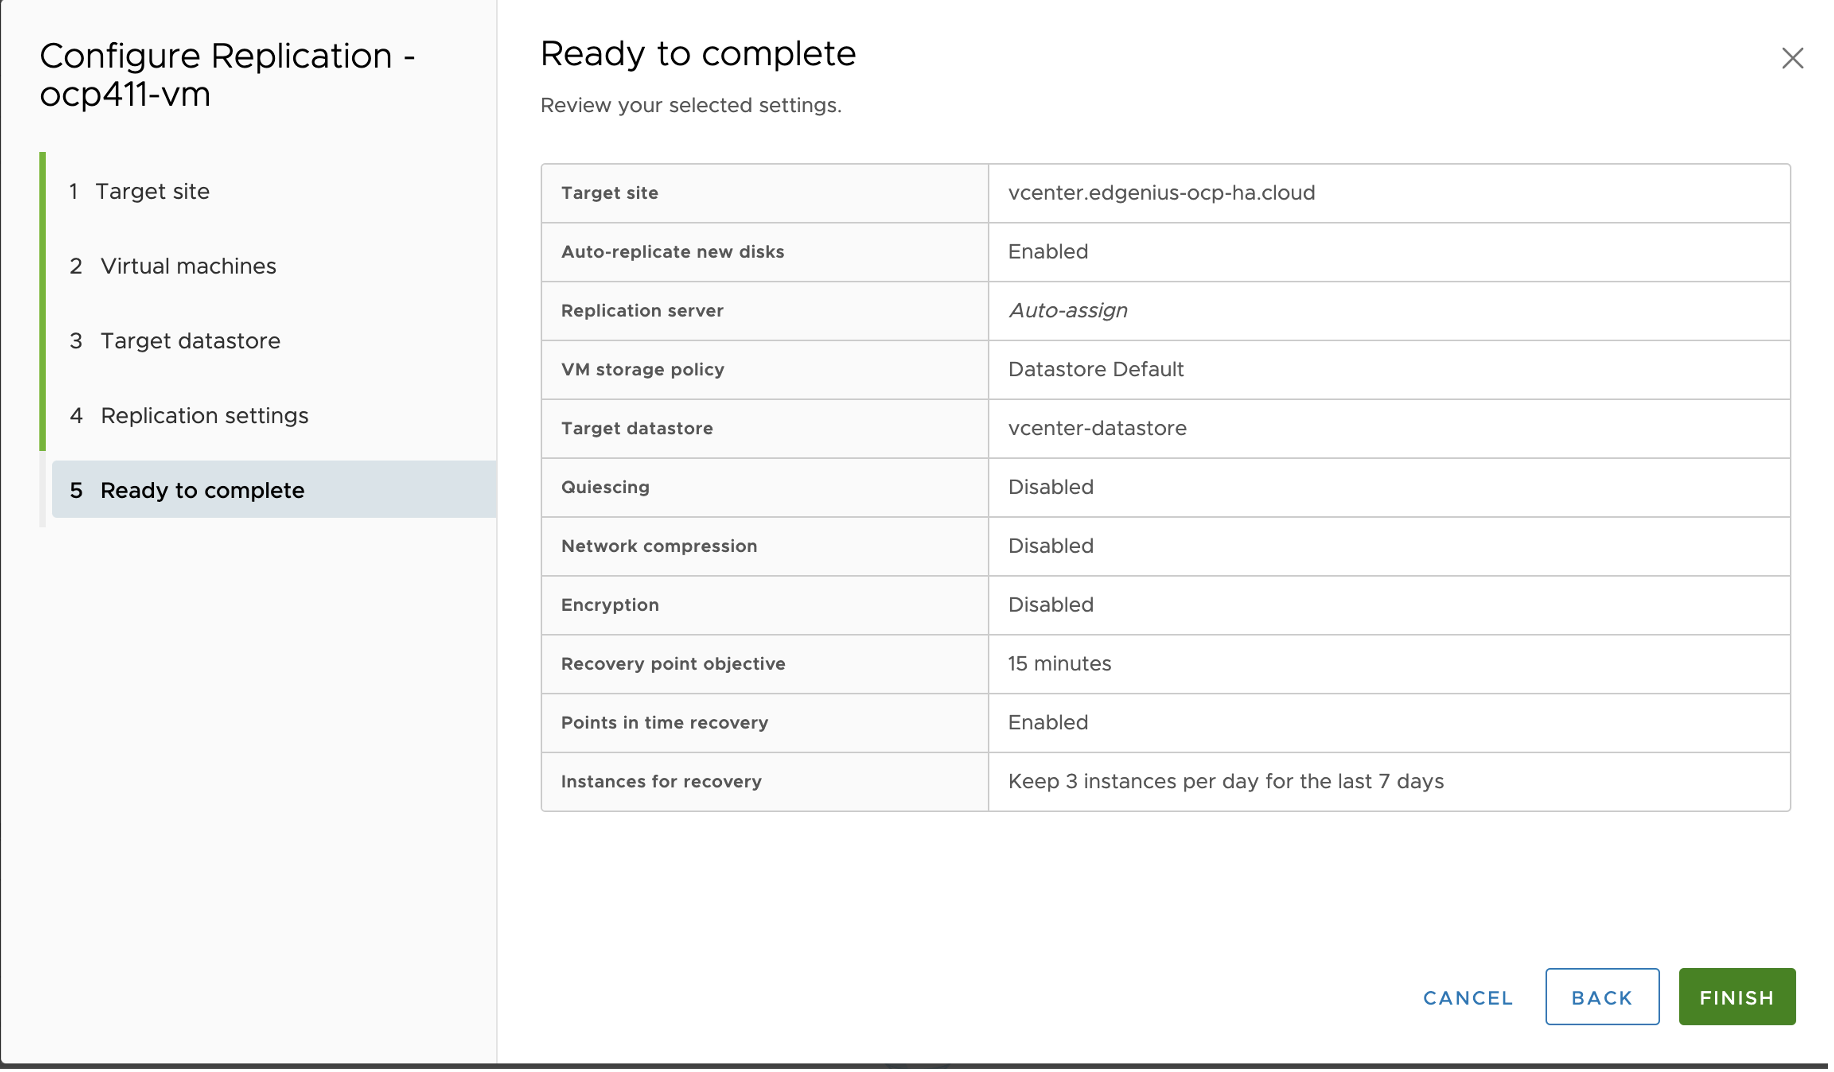 Configure Replication -
ocp411-vm
1 Target site
2 Virtual machines
3 Target datastore
4 Replication settings
5 Ready to complete
Ready to complete
Review your selected settings.
Target site vcenter.edgenius-ocp-ha.cloud
Auto-replicate new disks Enabled
Replication server Auto-assign
VM storage policy Datastore Default
Target datastore vcenter-datastore
Quiescing Disabled
Network compression Disabled
Encryption Disabled
Recovery point objective 15 minutes
Points in time recovery Enabled
Instances for recovery Keep 3 instances per day for the last 7 days
CANCEL BACK FINISH